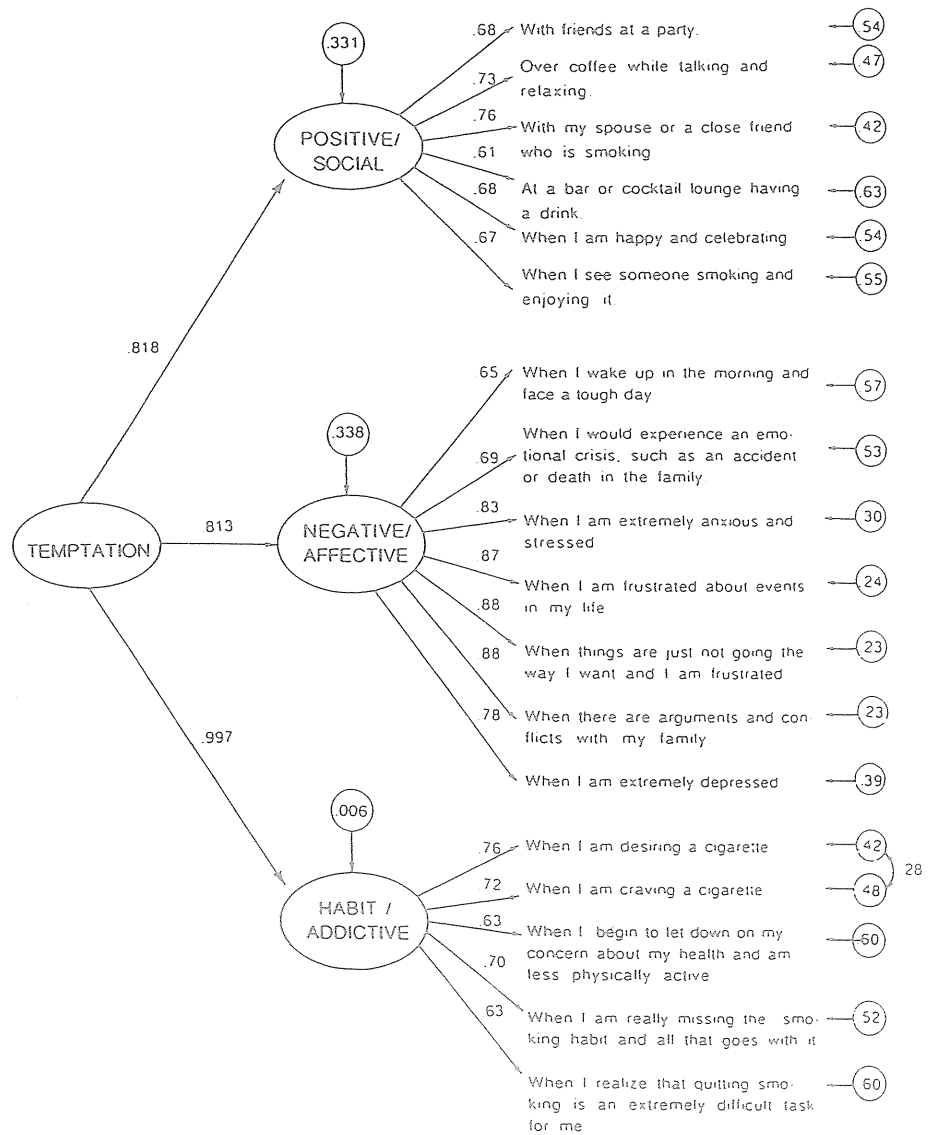 .331
POSITIVE/
SOCIAL
.68
With friends at a party.
.54
.73
Over coffee while talking and
relaxing.
.47
.76
With my spouse or a close friend
who is smoking
.42
.61
At a bar or cocktail lounge having
a drink.
.63
.68
When I am happy and celebrating
.54
.67
When I see someone smoking and
enjoying it.
.55
.818
.338
NEGATIVE/
AFFECTIVE
.65
When I wake up in the morning and
face a tough day
.57
.69
When I would experience an emo-
tional crisis, such as an accident
or death in the family.
.53
.83
When I am extremely anxious and
stressed
30
87
When I am frustrated about events
in my life
.24
.88
When things are just not going the
way I want and I am frustrated
.23
88
When there are arguments and con-
flicts with my family.
.23
.78
When I am extremely depressed
.39
TEMPTATION
813
.997
.006
HABIT /
ADDICTIVE
.76
When I am desiring a cigarette
.42
.28
.72
When I am craving a cigarette
48
.63
When I begin to let down on my
concern about my health and am
less physically active
60
.70
When I am really missing the smo-
king habit and all that goes with it
.52
.63
When I realize that quitting smo-
king is an extremely difficult task
for me
.60